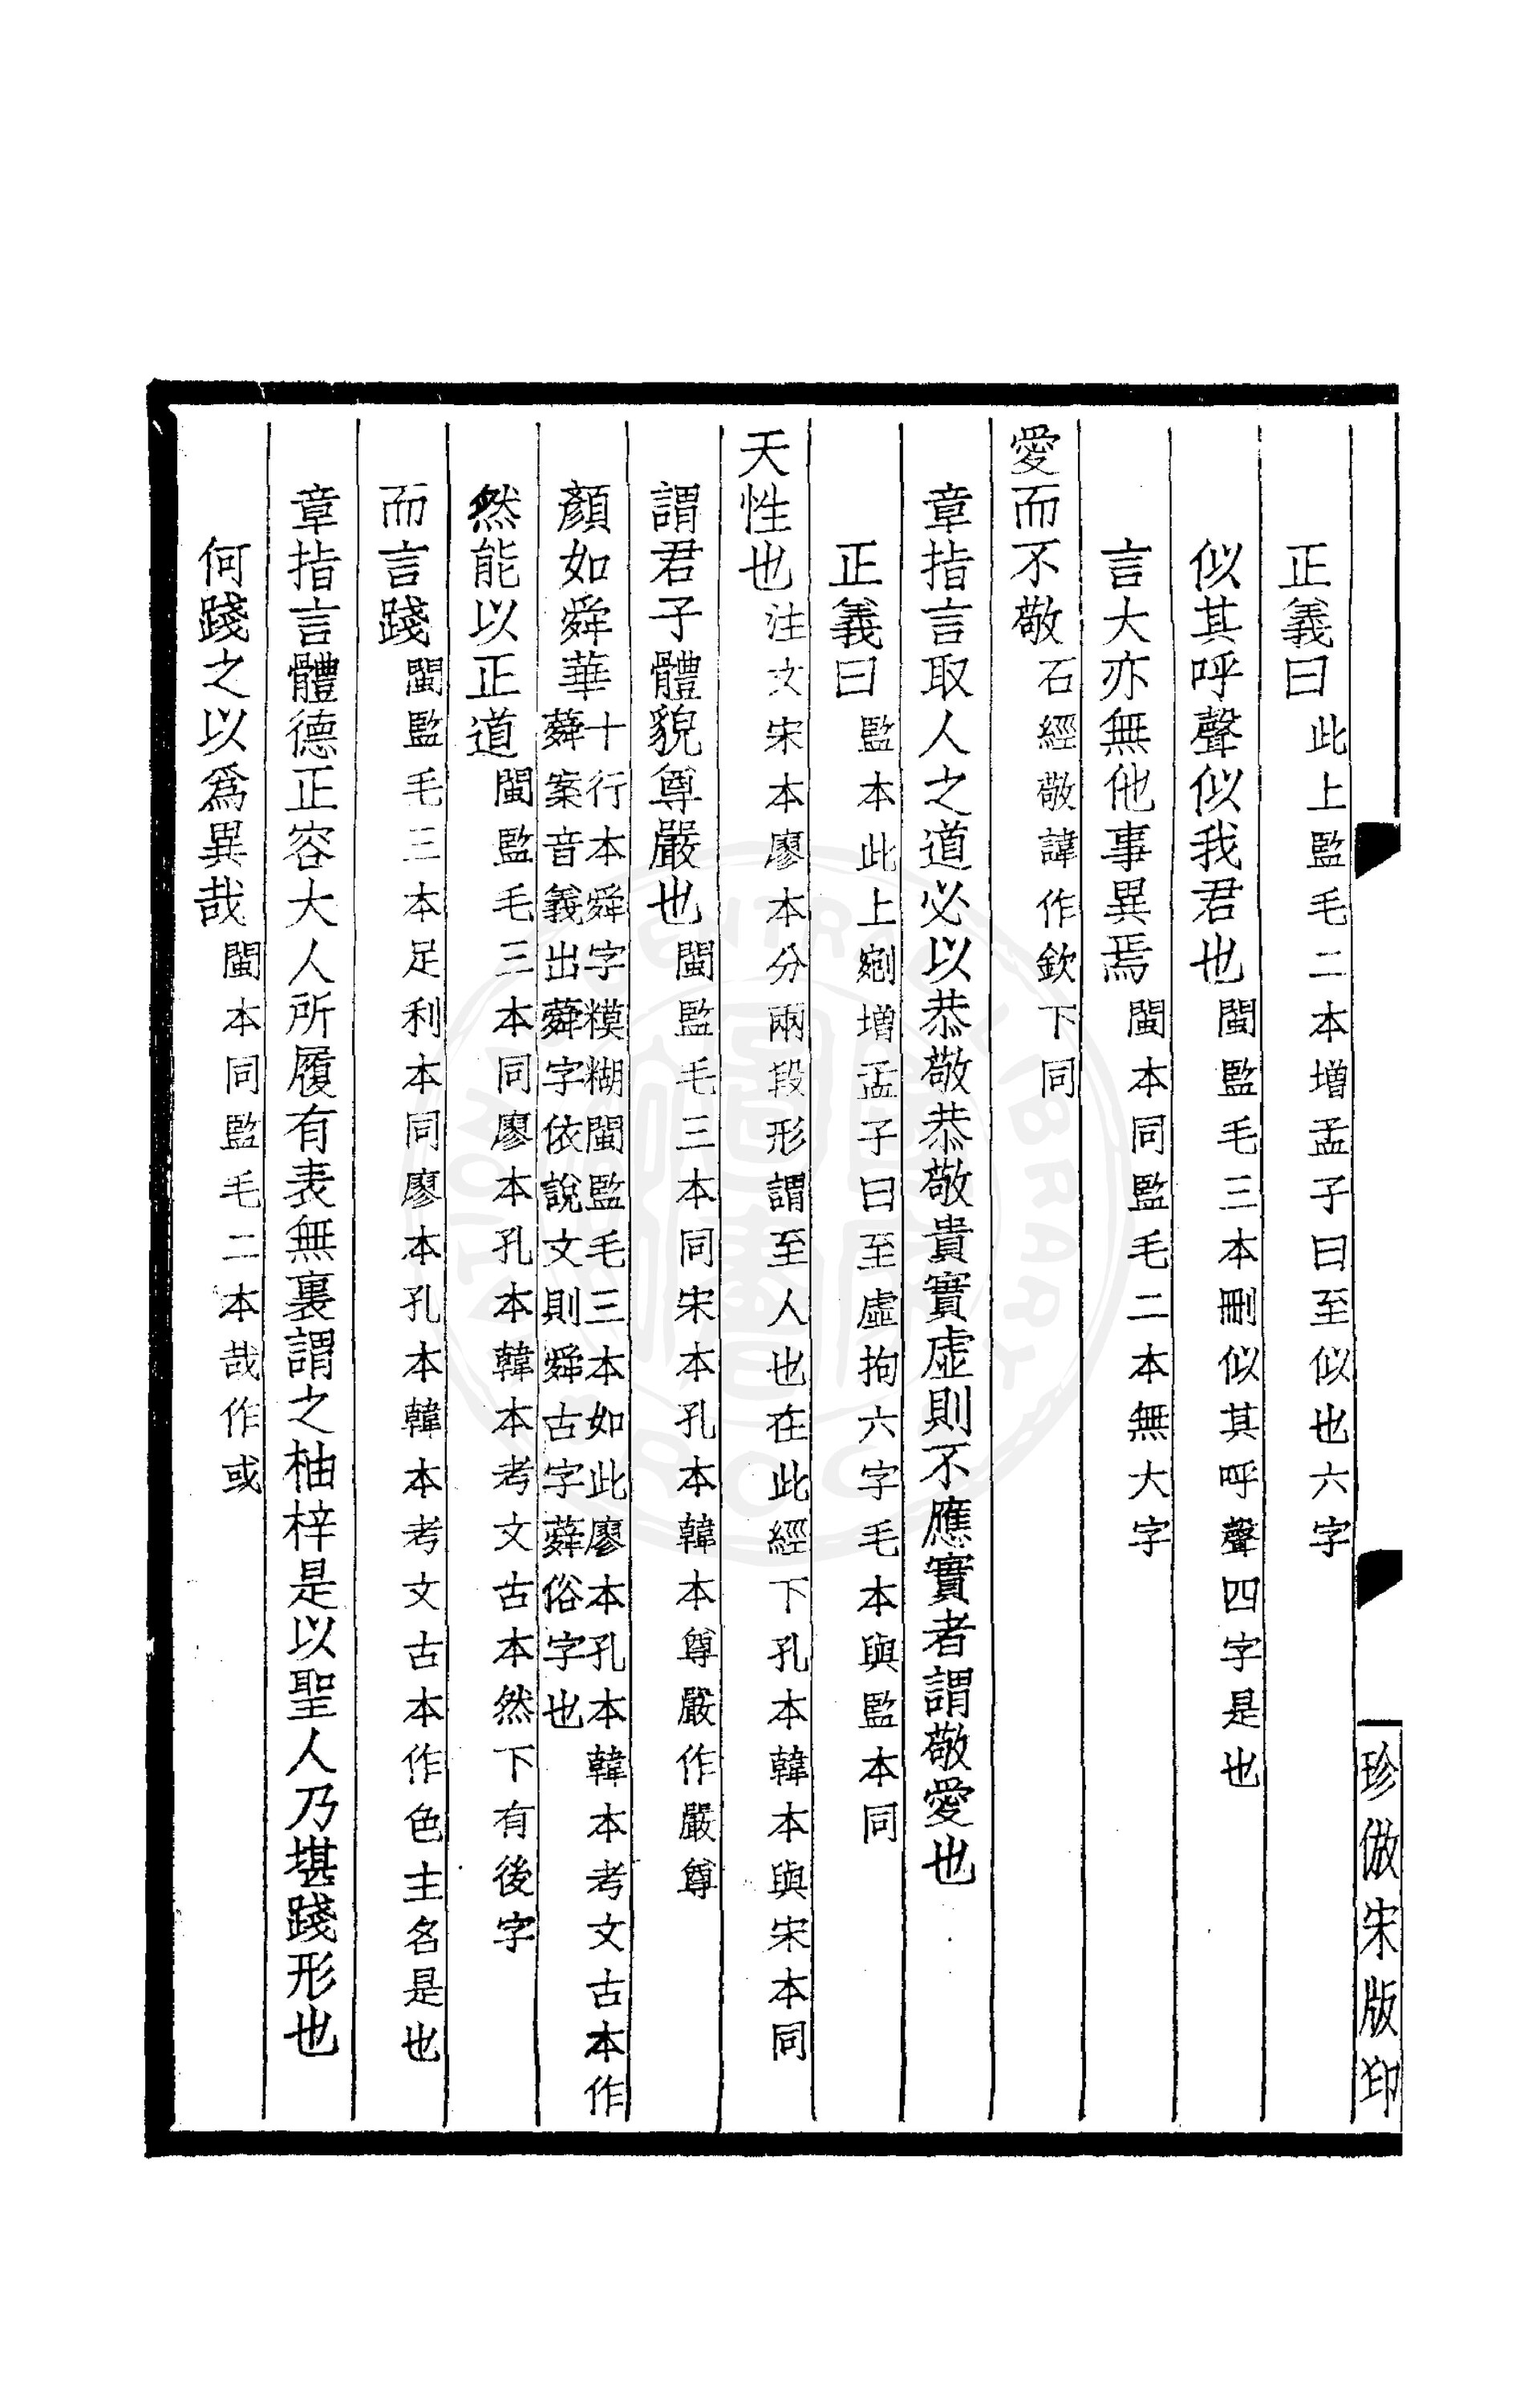 珍倣宋版印
正義曰此上監毛二本增孟子曰至似也六字
似其呼聲似我君也閩監毛三本刪似其呼聲四字是也
言大亦無他事異焉閩本同監毛二本無大字
愛而不敬石經敬諱作欽下同
章指言取人之道必以恭敬恭敬貴實虛則不應實者謂敬愛也
正義曰監本此上剜增孟子曰至虛拘六字毛本與監本同
天性也注文宋本廖本分兩段形謂至人也在此經下孔本韓本與宋本同
謂君子體貌尊嚴也閩監毛三本同宋本孔本韓本尊嚴作嚴尊
顏如舜華十行本舜字糢糊閩監毛三本如此廖本孔本韓本考文古本作
蕣案音義出蕣字依說文則舜古字蕣俗字也
然能以正道閩監毛三本同廖本孔本韓本考文古本然下有後字
而言踐閩監毛三本足利本同廖本孔本韓本考文古本作色主名是也
章指言體德正容大人所履有表無裏謂之柚梓是以聖人乃堪踐形也
何踐之以爲異哉閩本同監毛二本哉作或
NATIONAL CENTRAL LIBRARY
R.O.C.